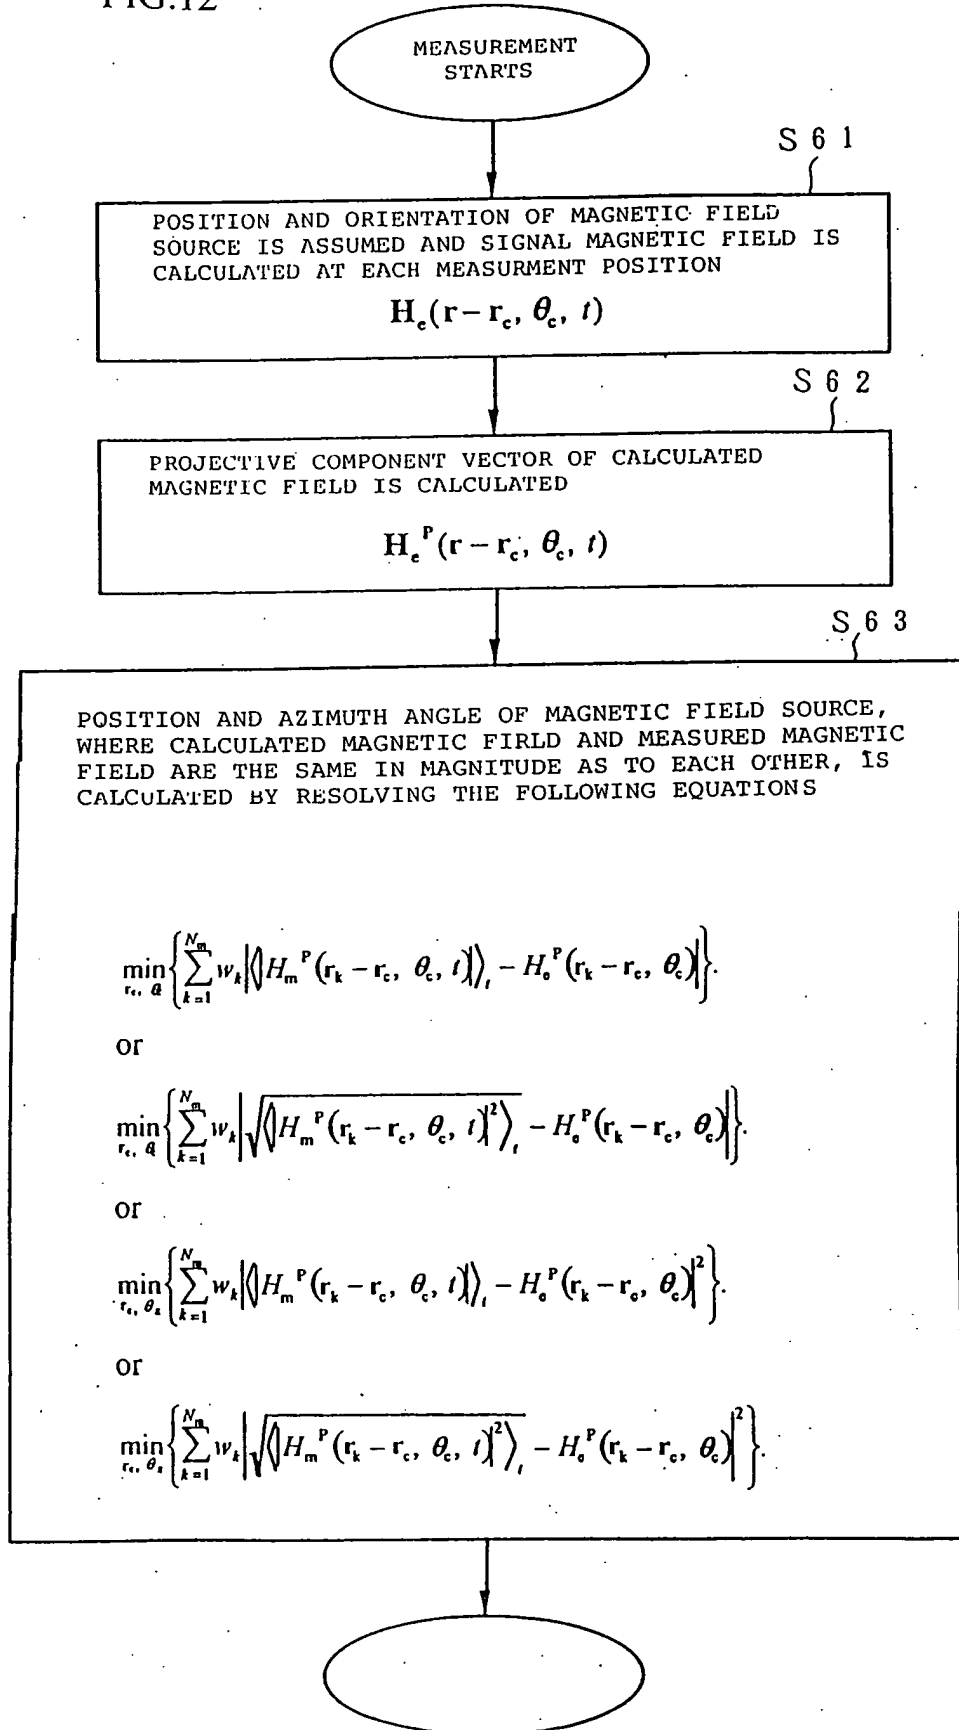 FIG.12
MEASUREMENT
STARTS
S 6 1
POSITION AND ORIENTATION OF MAGNETIC FIELD
SOURCE IS ASSUMED AND SIGNAL MAGNETIC FIELD IS
CALCULATED AT EACH MEASURMENT POSITION
H_c(r − r_c, θ_c, t)
S 6 2
PROJECTIVE COMPONENT VECTOR OF CALCULATED
MAGNETIC FIELD IS CALCULATED
H_c^P(r − r_c, θ_c, t)
S 6 3
POSITION AND AZIMUTH ANGLE OF MAGNETIC FIELD SOURCE,
WHERE CALCULATED MAGNETIC FIRLD AND MEASURED MAGNETIC
FIELD ARE THE SAME IN MAGNITUDE AS TO EACH OTHER, IS
CALCULATED BY RESOLVING THE FOLLOWING EQUATIONS
min_{r_c, θ_c} { Σ_{k=1}^{N_m} w_k | ⟨|H_m^P(r_k − r_c, θ_c, t)|⟩_t − H_c^P(r_k − r_c, θ_c) | }.
or
min_{r_c, θ_c} { Σ_{k=1}^{N_m} w_k | √⟨|H_m^P(r_k − r_c, θ_c, t)|^2⟩_t − H_c^P(r_k − r_c, θ_c) | }.
or
min_{r_c, θ_c} { Σ_{k=1}^{N_m} w_k | ⟨|H_m^P(r_k − r_c, θ_c, t)|⟩_t − H_c^P(r_k − r_c, θ_c) |^2 }.
or
min_{r_c, θ_c} { Σ_{k=1}^{N_m} w_k | √⟨|H_m^P(r_k − r_c, θ_c, t)|^2⟩_t − H_c^P(r_k − r_c, θ_c) |^2 }.